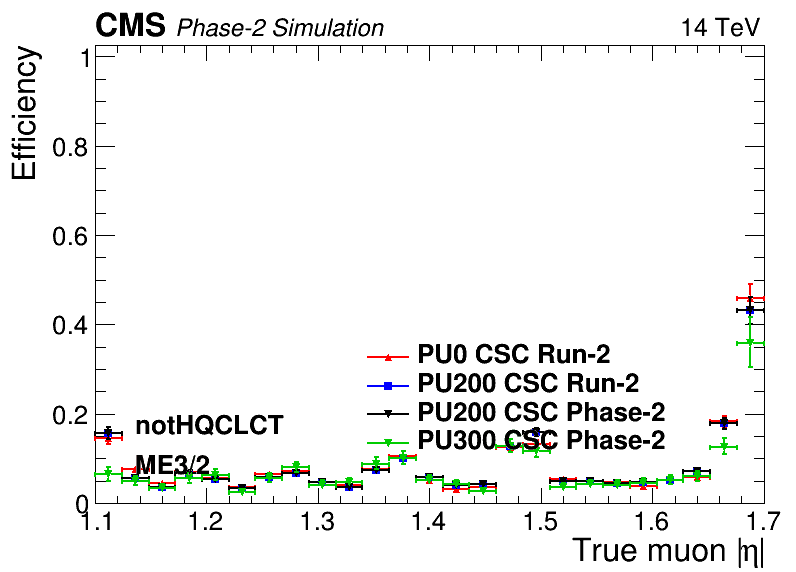 CMS Phase-2 Simulation 14 TeV
Efficiency
1
0.8
0.6
0.4
0.2
0
PU0 CSC Run-2
PU200 CSC Run-2
PU200 CSC Phase-2
PU300 CSC Phase-2
notHQCLCT
ME3/2
1.1 1.2 1.3 1.4 1.5 1.6 1.7
True muon |η|